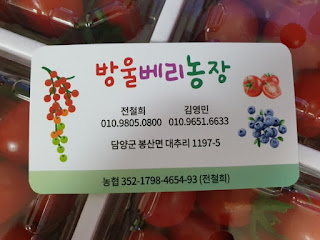 방울베리농장
전철희 김영민
010.9805.0800 010.9651.6633
담양군 봉산면 대추리 1197-5
농협 352-1798-4654-93 (전철희)